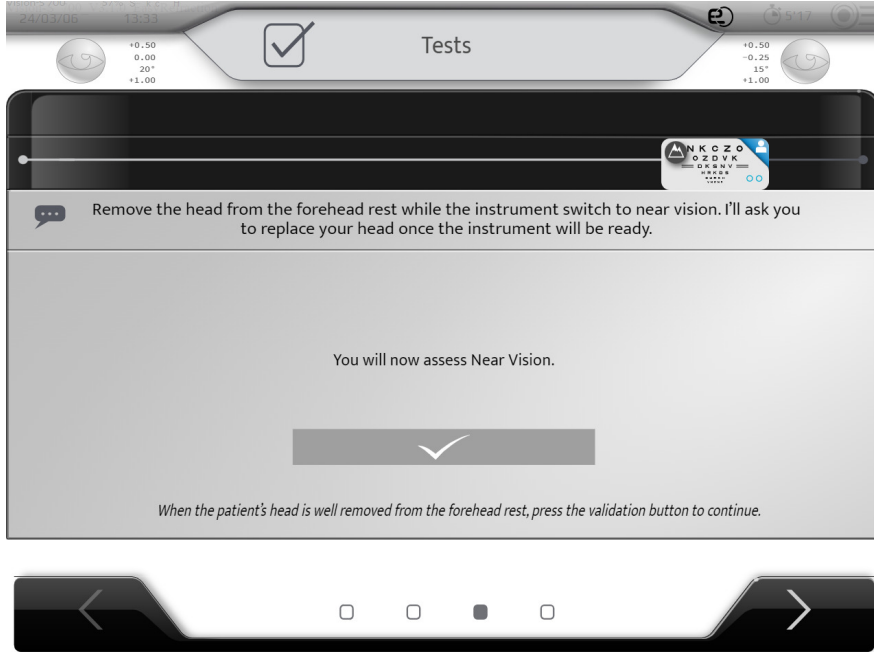 24/03/06 13:33
Tests
5'17
+0.50
0.00
20°
+1.00
+0.50
-0.25
15°
+1.00
NKCZO
OZDVK
DKGNV
Remove the head from the forehead rest while the instrument switch to near vision. I'll ask you
to replace your head once the instrument will be ready.
You will now assess Near Vision.
When the patient's head is well removed from the forehead rest, press the validation button to continue.